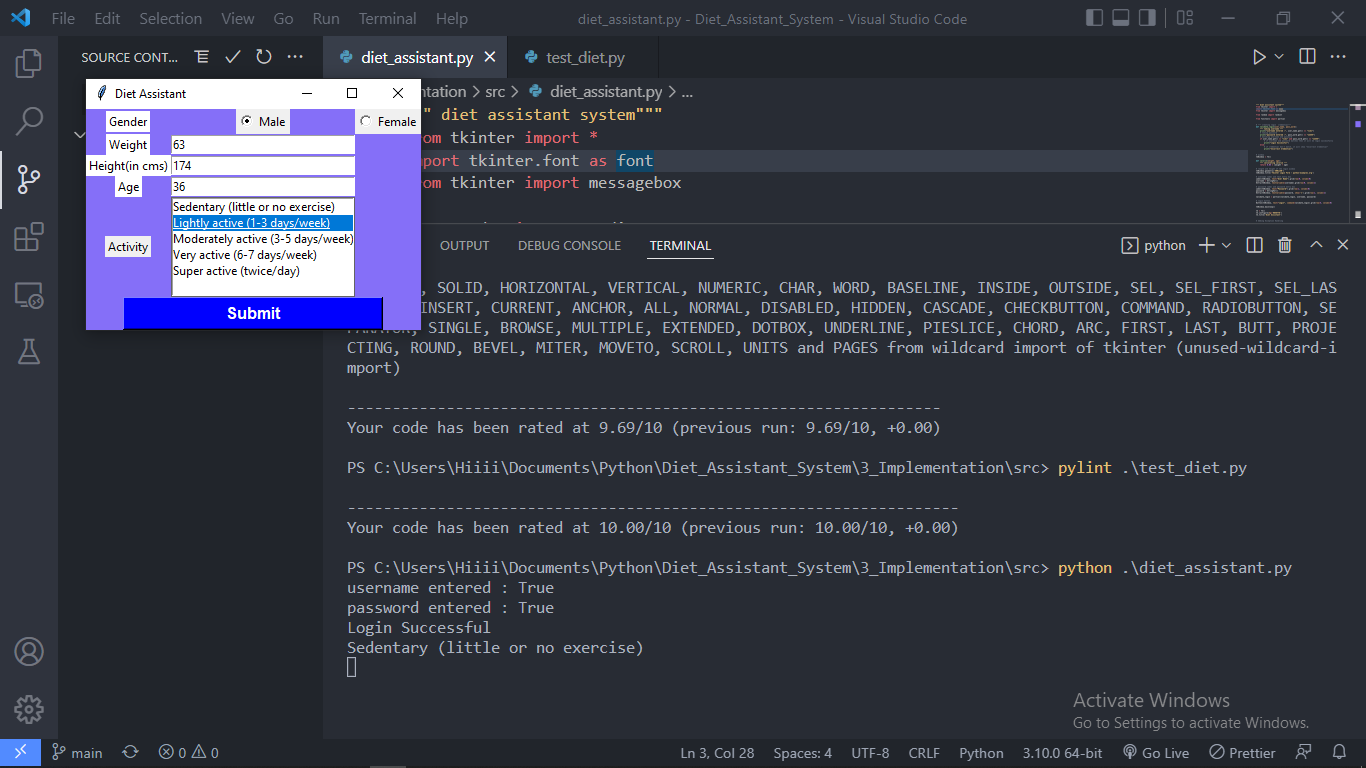 File Edit Selection View Go Run Terminal Help diet_assistant.py - Diet_Assistant_System - Visual Studio Code
SOURCE CONT...
diet_assistant.py
test_diet.py
Diet Assistant
Gender Male Female
Weight 63
Height(in cms) 174
Age 36
Activity
Sedentary (little or no exercise)
Lightly active (1-3 days/week)
Moderately active (3-5 days/week)
Very active (6-7 days/week)
Super active (twice/day)
Submit
ntation > src > diet_assistant.py > ...
" diet assistant system"""
om tkinter import *
port tkinter.font as font
om tkinter import messagebox
OUTPUT DEBUG CONSOLE TERMINAL python
, SOLID, HORIZONTAL, VERTICAL, NUMERIC, CHAR, WORD, BASELINE, INSIDE, OUTSIDE, SEL, SEL_FIRST, SEL_LAS
INSERT, CURRENT, ANCHOR, ALL, NORMAL, DISABLED, HIDDEN, CASCADE, CHECKBUTTON, COMMAND, RADIOBUTTON, SE
PARATOR, SINGLE, BROWSE, MULTIPLE, EXTENDED, DOTBOX, UNDERLINE, PIESLICE, CHORD, ARC, FIRST, LAST, BUTT, PROJE
CTING, ROUND, BEVEL, MITER, MOVETO, SCROLL, UNITS and PAGES from wildcard import of tkinter (unused-wildcard-i
mport)
------------------------------------------------------------------
Your code has been rated at 9.69/10 (previous run: 9.69/10, +0.00)
PS C:\Users\Hiiii\Documents\Python\Diet_Assistant_System\3_Implementation\src> pylint .\test_diet.py
--------------------------------------------------------------------
Your code has been rated at 10.00/10 (previous run: 10.00/10, +0.00)
PS C:\Users\Hiiii\Documents\Python\Diet_Assistant_System\3_Implementation\src> python .\diet_assistant.py
username entered : True
password entered : True
Login Successful
Sedentary (little or no exercise)
Activate Windows
Go to Settings to activate Windows.
main 0 0 Ln 3, Col 28 Spaces: 4 UTF-8 CRLF Python 3.10.0 64-bit Go Live Prettier